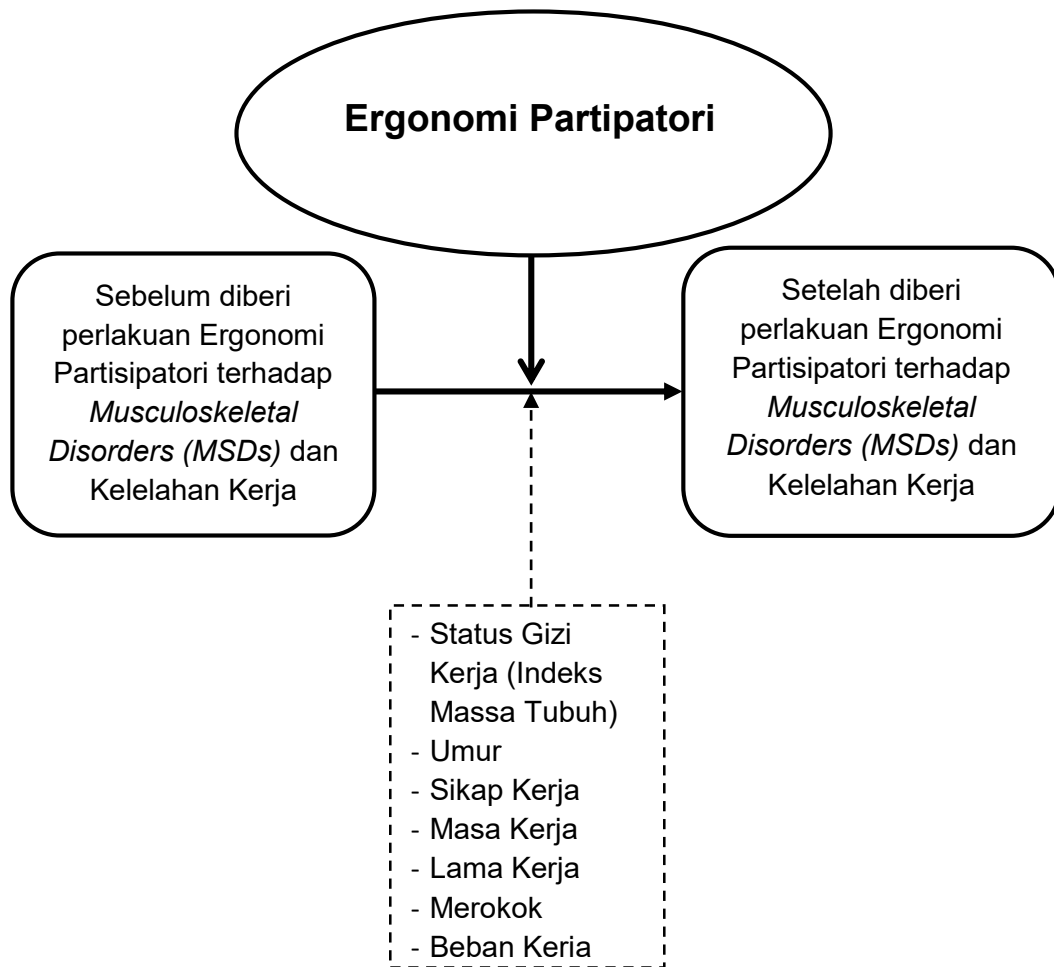 Ergonomi Partipatori
Sebelum diberi
perlakuan Ergonomi
Partisipatori terhadap
Musculoskeletal
Disorders (MSDs) dan
Kelelahan Kerja
Setelah diberi
perlakuan Ergonomi
Partisipatori terhadap
Musculoskeletal
Disorders (MSDs) dan
Kelelahan Kerja
- Status Gizi
Kerja (Indeks
Massa Tubuh)
- Umur
- Sikap Kerja
- Masa Kerja
- Lama Kerja
- Merokok
- Beban Kerja